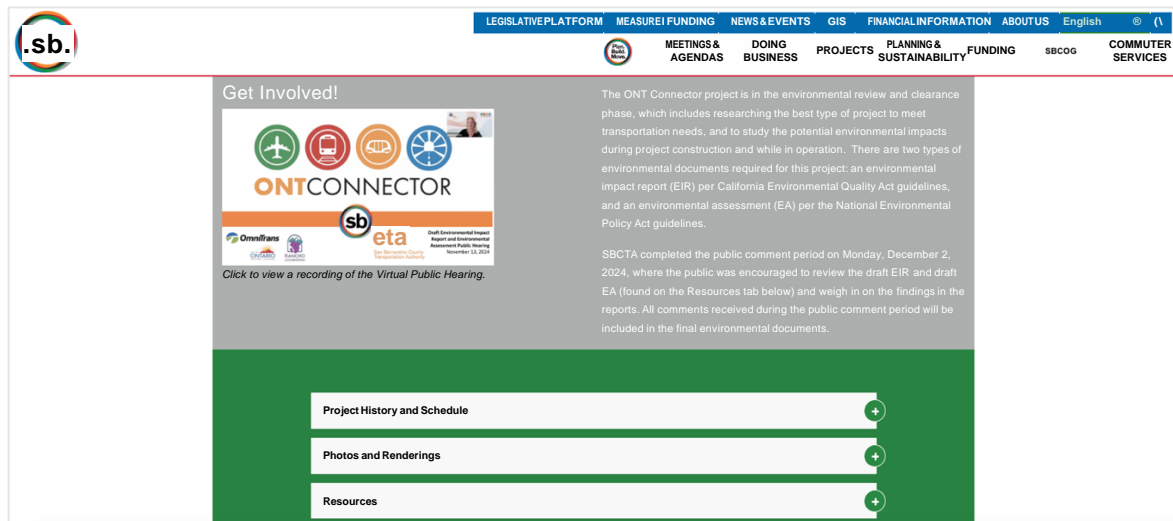 LEGISLATIVE PLATFORM MEASURE I FUNDING NEWS & EVENTS GIS FINANCIAL INFORMATION ABOUT US English ® (\
.sb.
Plan. Build. Move.
MEETINGS & AGENDAS DOING BUSINESS PROJECTS PLANNING & SUSTAINABILITY FUNDING SBCOG COMMUTER SERVICES
Get Involved!
ONTCONNECTOR
sb
eta
San Bernardino County
Transportation Authority
OmniTrans
ONTARIO
RANCHO
CUCAMONGA
Draft Environmental Impact
Report and Environmental
Assessment Public Hearing
November 13, 2024
Click to view a recording of the Virtual Public Hearing.
The ONT Connector project is in the environmental review and clearance
phase, which includes researching the best type of project to meet
transportation needs, and to study the potential environmental impacts
during project construction and while in operation. There are two types of
environmental documents required for this project: an environmental
impact report (EIR) per California Environmental Quality Act guidelines,
and an environmental assessment (EA) per the National Environmental
Policy Act guidelines.
SBCTA completed the public comment period on Monday, December 2,
2024, where the public was encouraged to review the draft EIR and draft
EA (found on the Resources tab below) and weigh in on the findings in the
reports. All comments received during the public comment period will be
included in the final environmental documents.
Project History and Schedule
Photos and Renderings
Resources